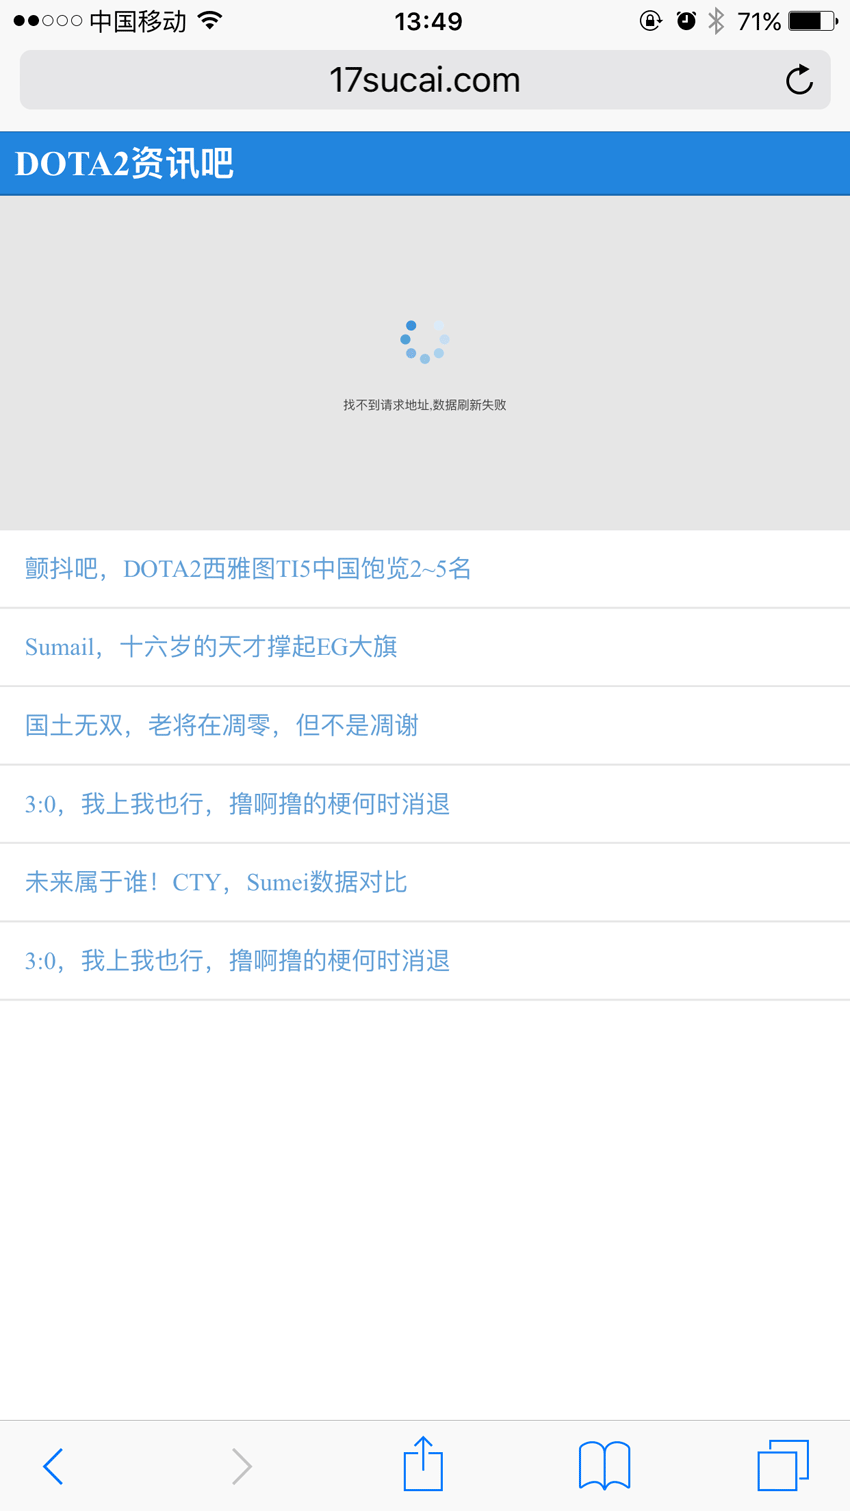 中国移动 13:49 71%
17sucai.com
DOTA2资讯吧
找不到请求地址,数据刷新失败
颤抖吧，DOTA2西雅图TI5中国饱览2~5名
Sumail，十六岁的天才撑起EG大旗
国土无双，老将在凋零，但不是凋谢
3:0，我上我也行，撸啊撸的梗何时消退
未来属于谁！CTY，Sumei数据对比
3:0，我上我也行，撸啊撸的梗何时消退